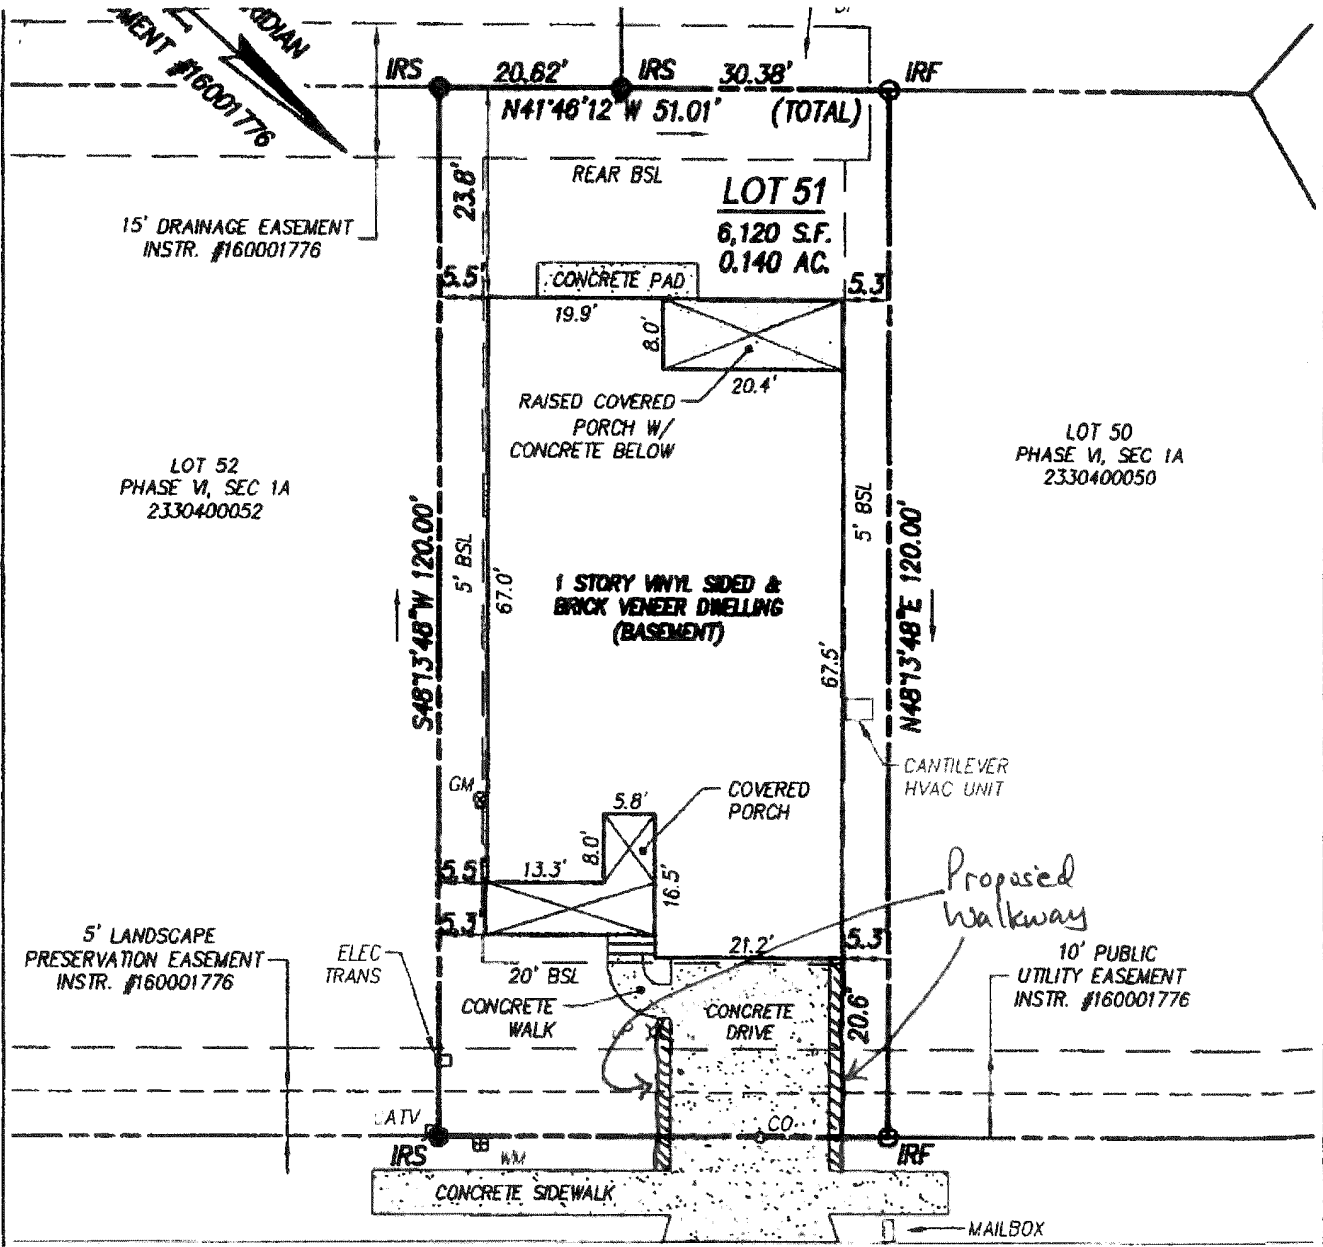 RIDIAN
MENT #160001776
IRS
20.62'
IRS
30.38'
IRF
N41°46'12" W 51.01' (TOTAL)
23.8'
REAR BSL
LOT 51
6,120 S.F.
0.140 AC.
15' DRAINAGE EASEMENT
INSTR. #160001776
5.5'
CONCRETE PAD
5.3'
19.9'
8.0'
20.4'
RAISED COVERED
PORCH W/
CONCRETE BELOW
LOT 50
PHASE VI, SEC 1A
2330400050
LOT 52
PHASE VI, SEC 1A
2330400052
S48°13'48"W 120.00'
5' BSL
67.0'
1 STORY VINYL SIDED &
BRICK VENEER DWELLING
(BASEMENT)
67.5'
5' BSL
N48°13'48"E 120.00'
CANTILEVER
HVAC UNIT
GM
5.8'
COVERED
PORCH
8.0'
13.3'
5.5'
16.5'
Proposed
Walkway
5.3'
21.2'
5.3'
5' LANDSCAPE
PRESERVATION EASEMENT
INSTR. #160001776
ELEC
TRANS
20' BSL
CONCRETE
WALK
CONCRETE
DRIVE
20.6'
10' PUBLIC
UTILITY EASEMENT
INSTR. #160001776
CATV
CO
IRS
WM
IRF
CONCRETE SIDEWALK
MAILBOX